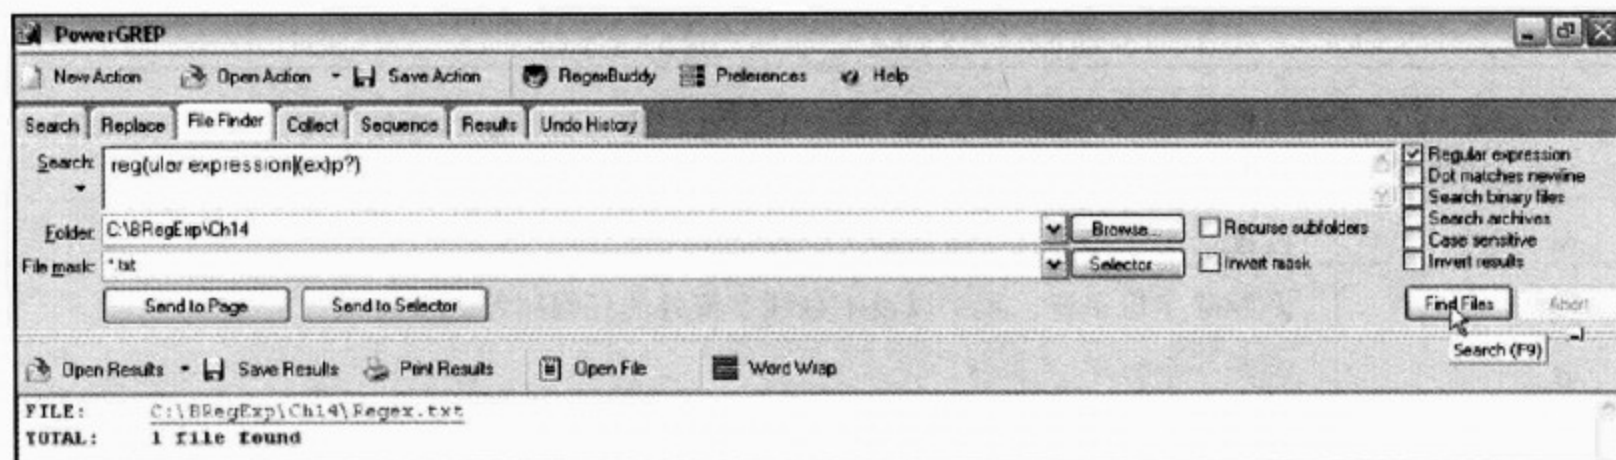 PowerGREP
New Action Open Action Save Action RegexBuddy Preferences Help
Search Replace File Finder Collect Sequence Results Undo History
Search: reg(ular expression|(ex)p?)
Regular expression
Dot matches newline
Search binary files
Search archives
Case sensitive
Invert results
Folder: C:\BRegExp\Ch14 Browse... Recurse subfolders
File mask: *.txt Selector... Invert mask
Send to Page Send to Selector Find Files Abort
Search (F9)
Open Results Save Results Print Results Open File Word Wrap
FILE: C:\BRegExp\Ch14\Regex.txt
TOTAL: 1 file found